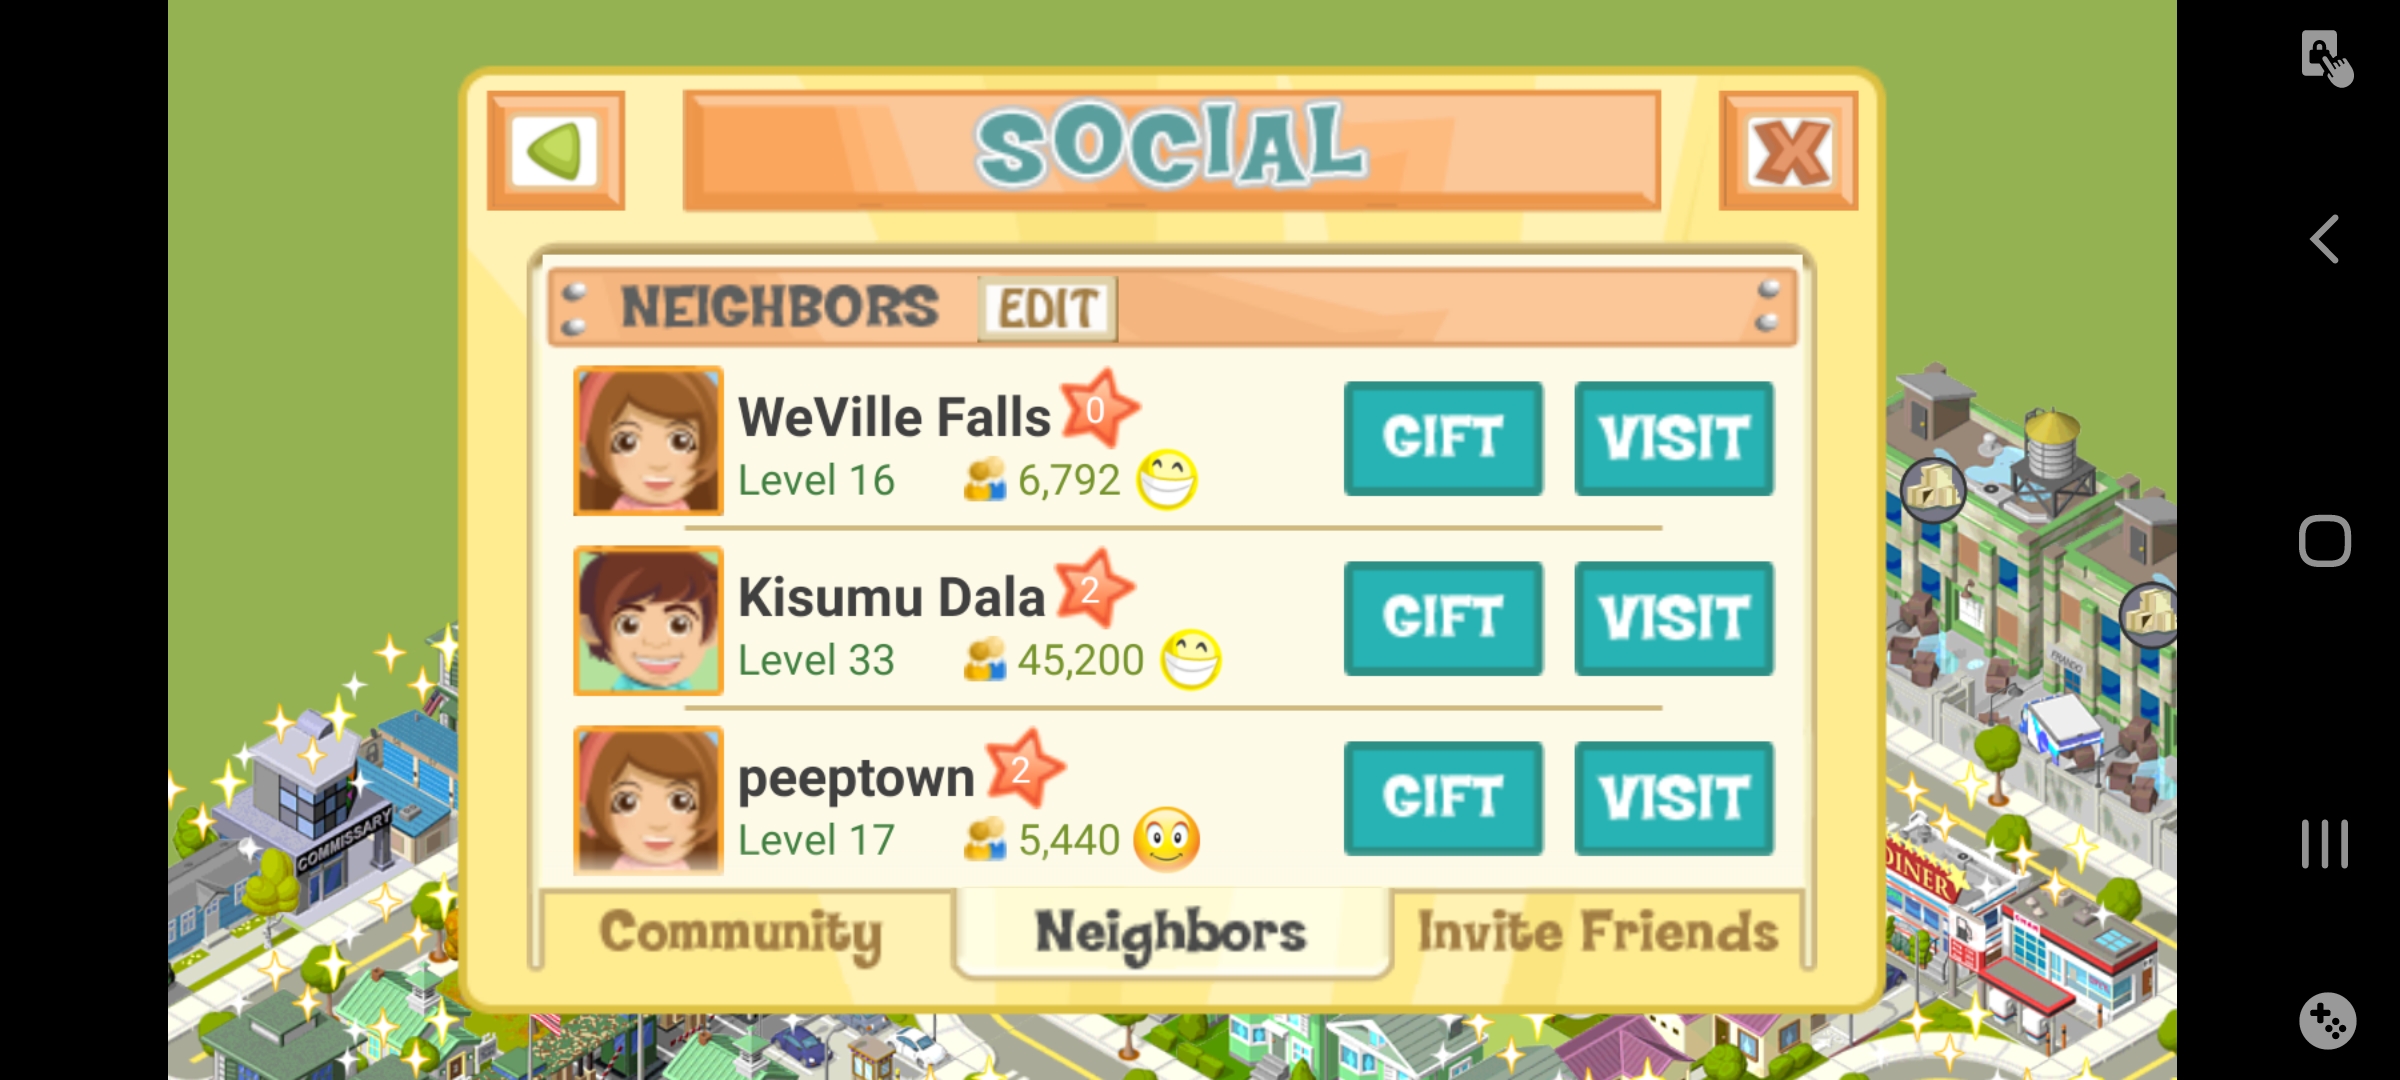 SOCIAL
X
NEIGHBORS EDIT
WeVille Falls 0
Level 16 6,792
GIFT VISIT
Kisumu Dala 2
Level 33 45,200
GIFT VISIT
peeptown 2
Level 17 5,440
GIFT VISIT
Community Neighbors Invite Friends
COMMISSARY
DINER